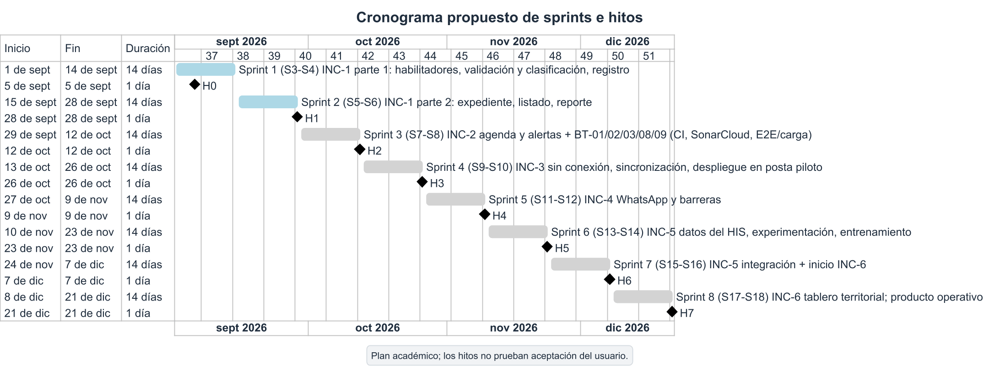 Cronograma propuesto de sprints e hitos
Inicio Fin Duración sept 2026 oct 2026 nov 2026 dic 2026
37 38 39 40 41 42 43 44 45 46 47 48 49 50 51
1 de sept 14 de sept 14 días Sprint 1 (S3-S4) INC-1 parte 1: habilitadores, validación y clasificación, registro
5 de sept 5 de sept 1 día H0
15 de sept 28 de sept 14 días Sprint 2 (S5-S6) INC-1 parte 2: expediente, listado, reporte
28 de sept 28 de sept 1 día H1
29 de sept 12 de oct 14 días Sprint 3 (S7-S8) INC-2 agenda y alertas + BT-01/02/03/08/09 (CI, SonarCloud, E2E/carga)
12 de oct 12 de oct 1 día H2
13 de oct 26 de oct 14 días Sprint 4 (S9-S10) INC-3 sin conexión, sincronización, despliegue en posta piloto
26 de oct 26 de oct 1 día H3
27 de oct 9 de nov 14 días Sprint 5 (S11-S12) INC-4 WhatsApp y barreras
9 de nov 9 de nov 1 día H4
10 de nov 23 de nov 14 días Sprint 6 (S13-S14) INC-5 datos del HIS, experimentación, entrenamiento
23 de nov 23 de nov 1 día H5
24 de nov 7 de dic 14 días Sprint 7 (S15-S16) INC-5 integración + inicio INC-6
7 de dic 7 de dic 1 día H6
8 de dic 21 de dic 14 días Sprint 8 (S17-S18) INC-6 tablero territorial; producto operativo
21 de dic 21 de dic 1 día H7
sept 2026 oct 2026 nov 2026 dic 2026
Plan académico; los hitos no prueban aceptación del usuario.